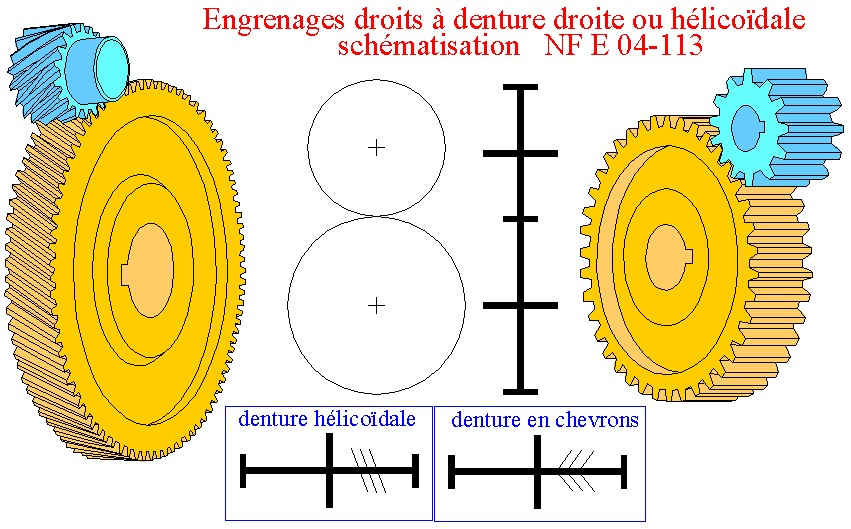 Engrenages droits à denture droite ou hélicoïdale
schématisation NF E 04-113
denture hélicoïdale
denture en chevrons